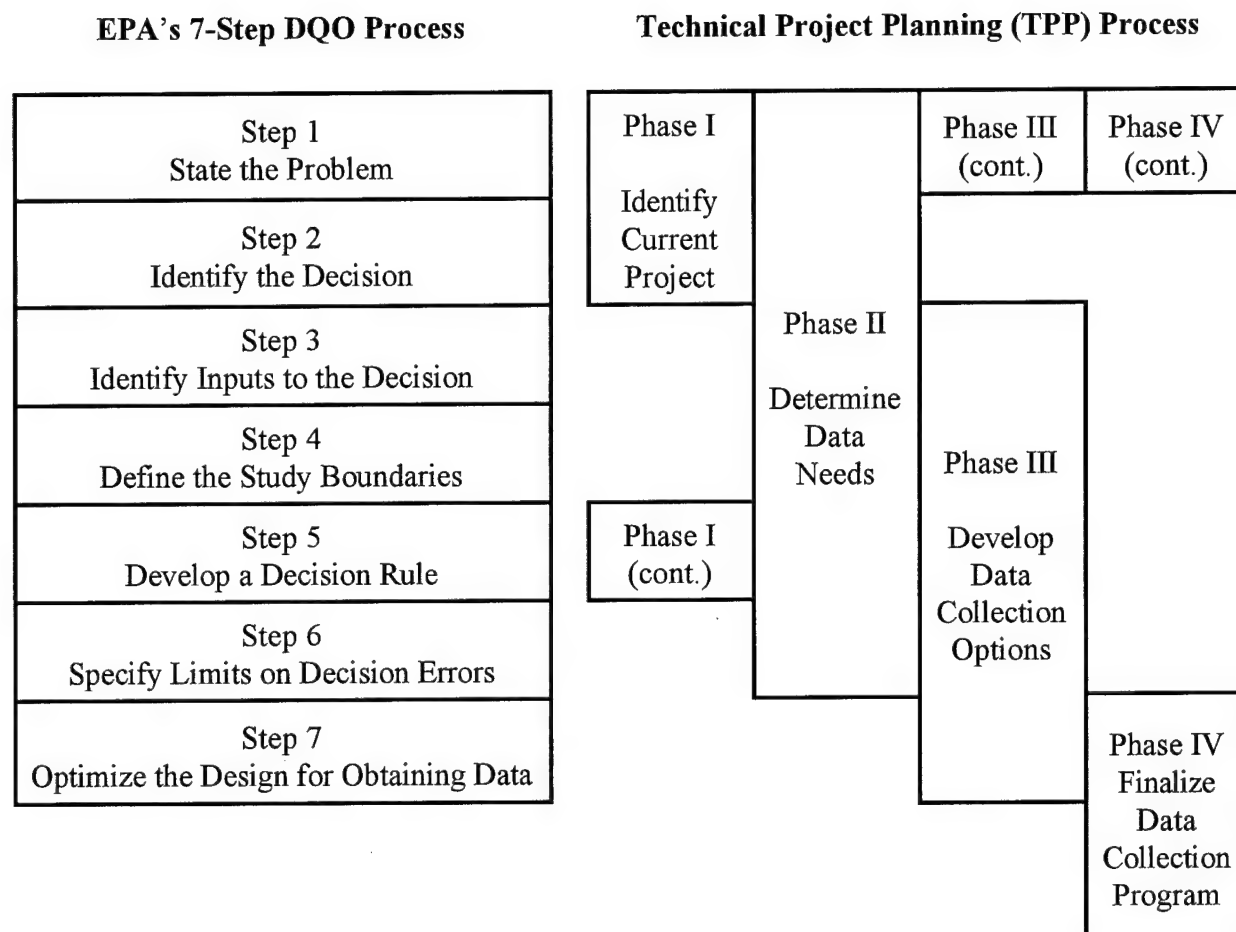 EPA's 7-Step DQO Process
Step 1
State the Problem
Step 2
Identify the Decision
Step 3
Identify Inputs to the Decision
Step 4
Define the Study Boundaries
Step 5
Develop a Decision Rule
Step 6
Specify Limits on Decision Errors
Step 7
Optimize the Design for Obtaining Data
Technical Project Planning (TPP) Process
Phase I
Identify
Current
Project
Phase I
(cont.)
Phase II
Determine
Data
Needs
Phase III
(cont.)
Phase III
Develop
Data
Collection
Options
Phase IV
(cont.)
Phase IV
Finalize
Data
Collection
Program